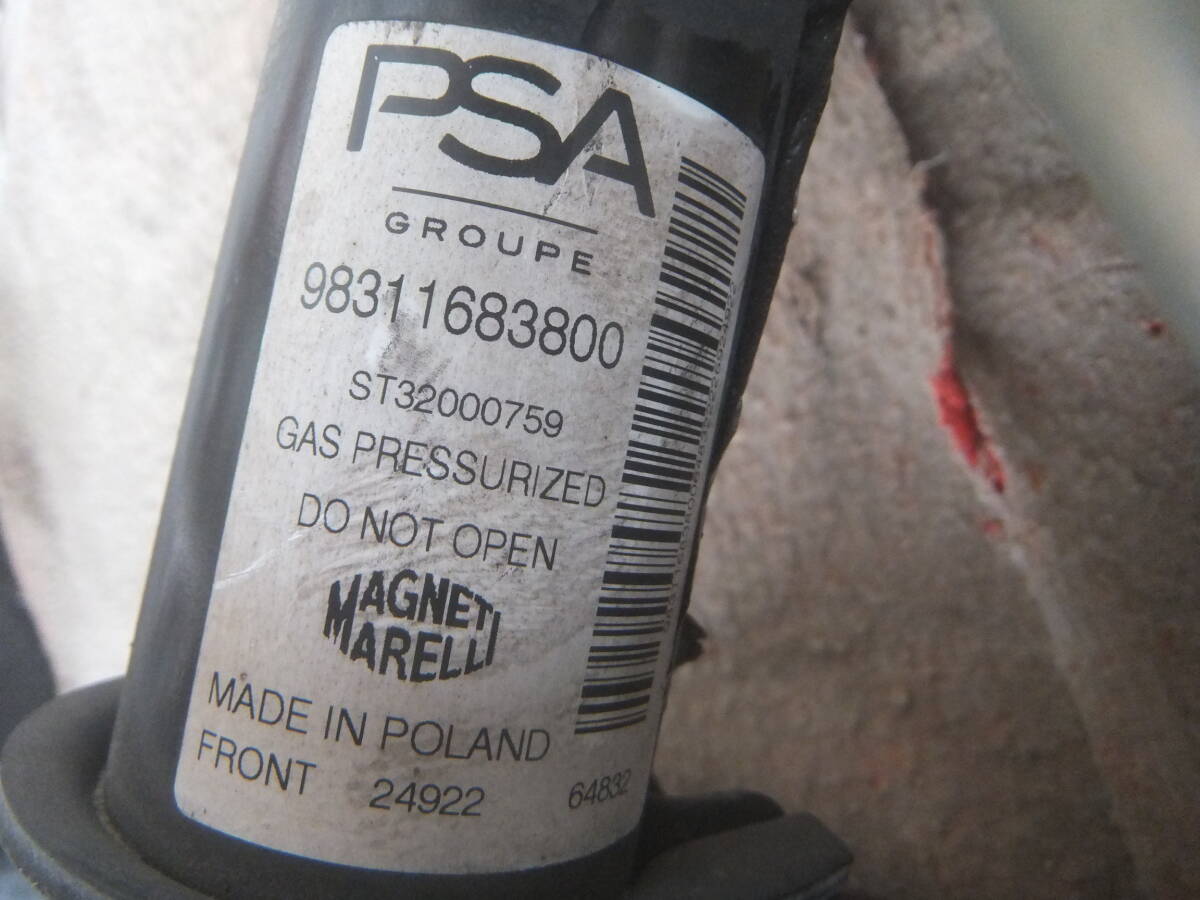 PSA
GROUPE
98311683800
ST32000759
GAS PRESSURIZED
DO NOT OPEN
MAGNETI
MARELLI
MADE IN POLAND
FRONT 24922 64832